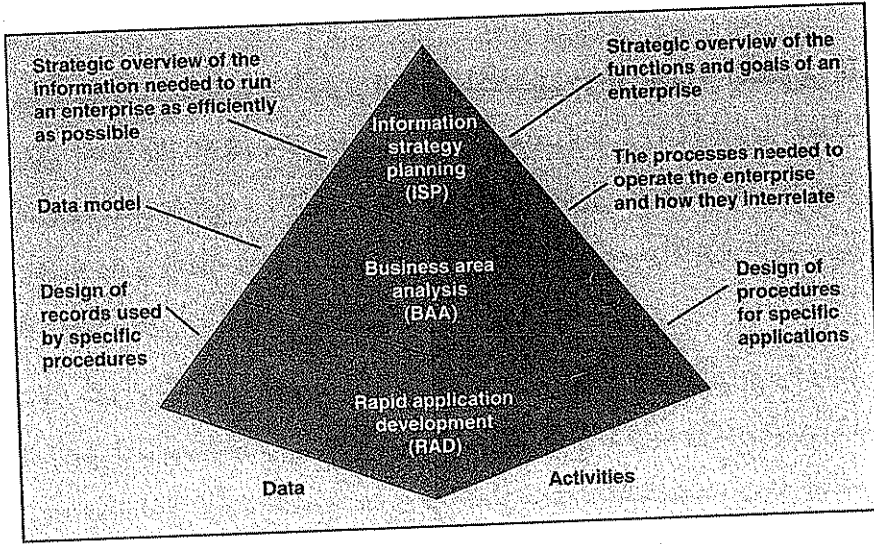 Strategic overview of the
information needed to run
an enterprise as efficiently
as possible
Data model
Design of
records used
by specific
procedures
Information
strategy
planning
(ISP)
Business area
analysis
(BAA)
Rapid application
development
(RAD)
Strategic overview of the
functions and goals of an
enterprise
The processes needed to
operate the enterprise
and how they interrelate
Design of
procedures
for specific
applications
Data
Activities